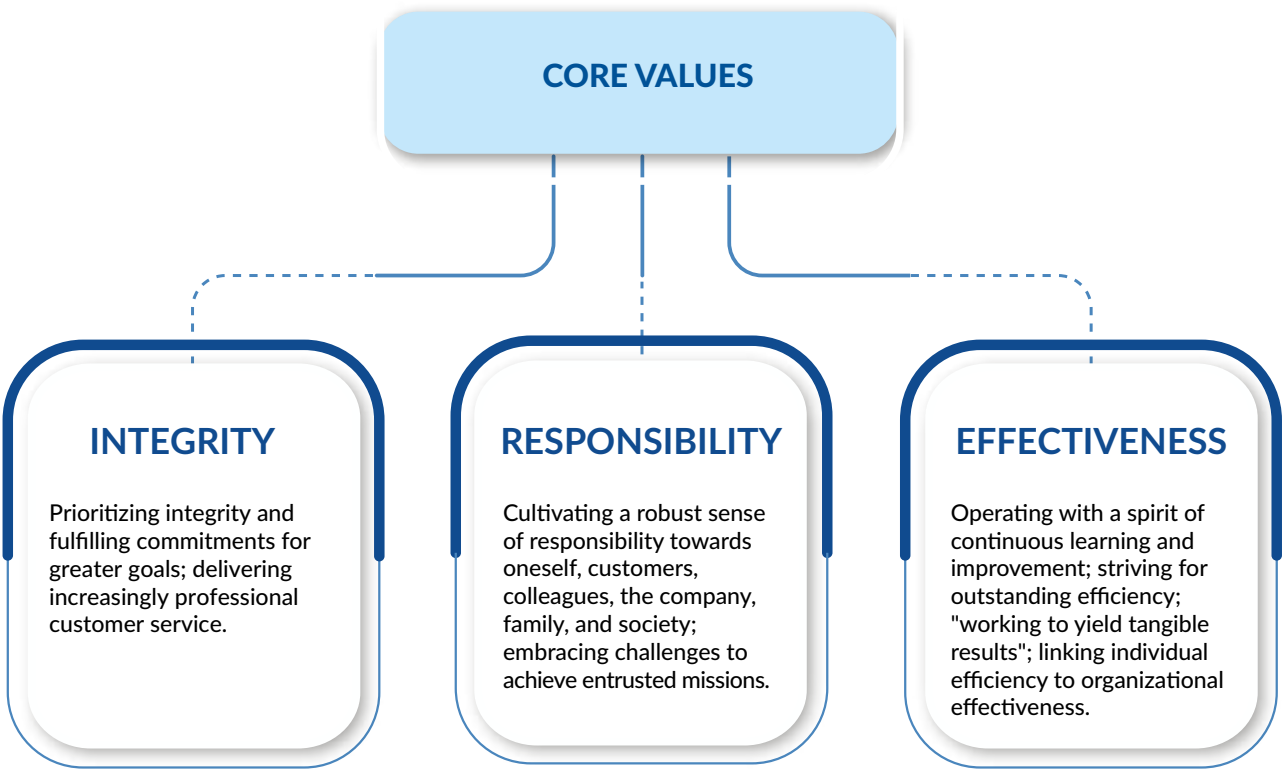 CORE VALUES
INTEGRITY
Prioritizing integrity and
fulfilling commitments for
greater goals; delivering
increasingly professional
customer service.
RESPONSIBILITY
Cultivating a robust sense
of responsibility towards
oneself, customers,
colleagues, the company,
family, and society;
embracing challenges to
achieve entrusted missions.
EFFECTIVENESS
Operating with a spirit of
continuous learning and
improvement; striving for
outstanding efficiency;
"working to yield tangible
results"; linking individual
efficiency to organizational
effectiveness.